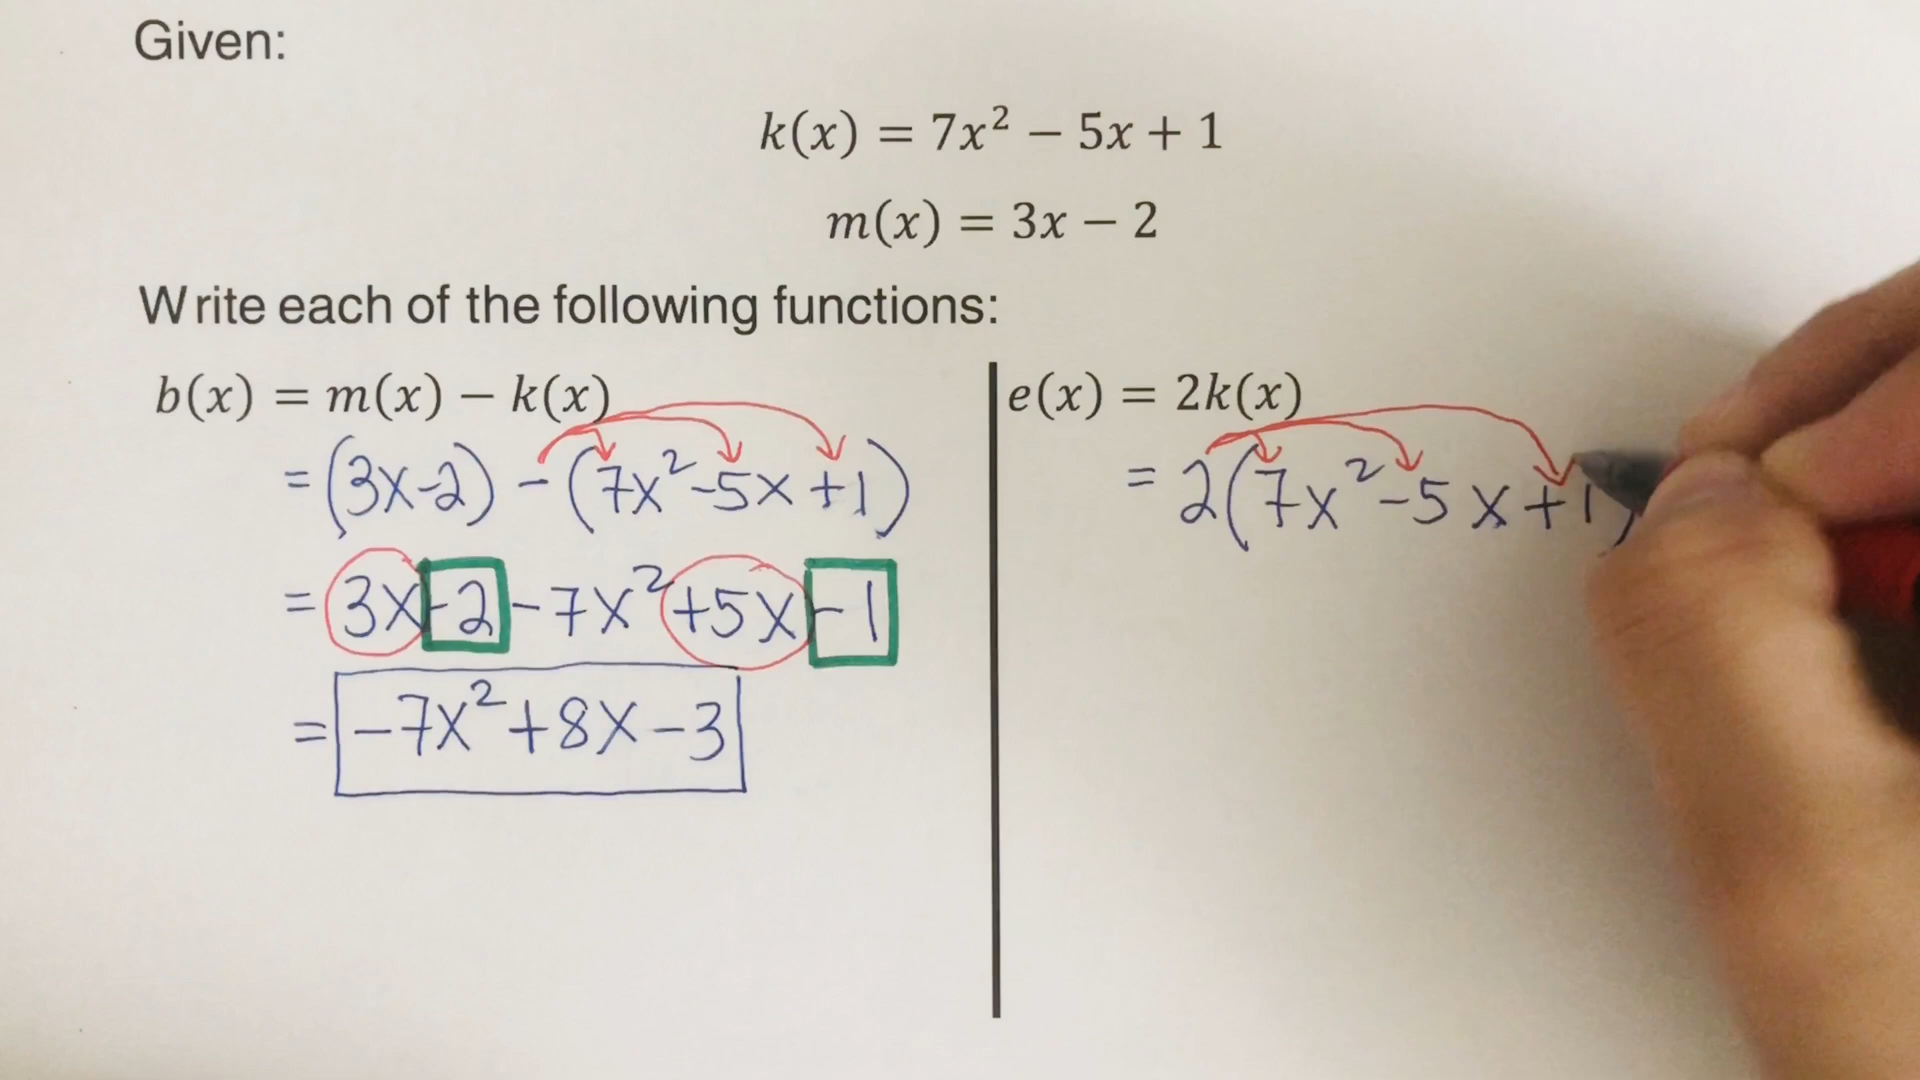 Given:
k(x) = 7x² − 5x + 1
m(x) = 3x − 2
Write each of the following functions:
b(x) = m(x) − k(x)
= (3x-2) - (7x²-5x+1)
= 3x-2-7x²+5x-1
= -7x²+8x-3
e(x) = 2k(x)
= 2(7x²-5x+1)